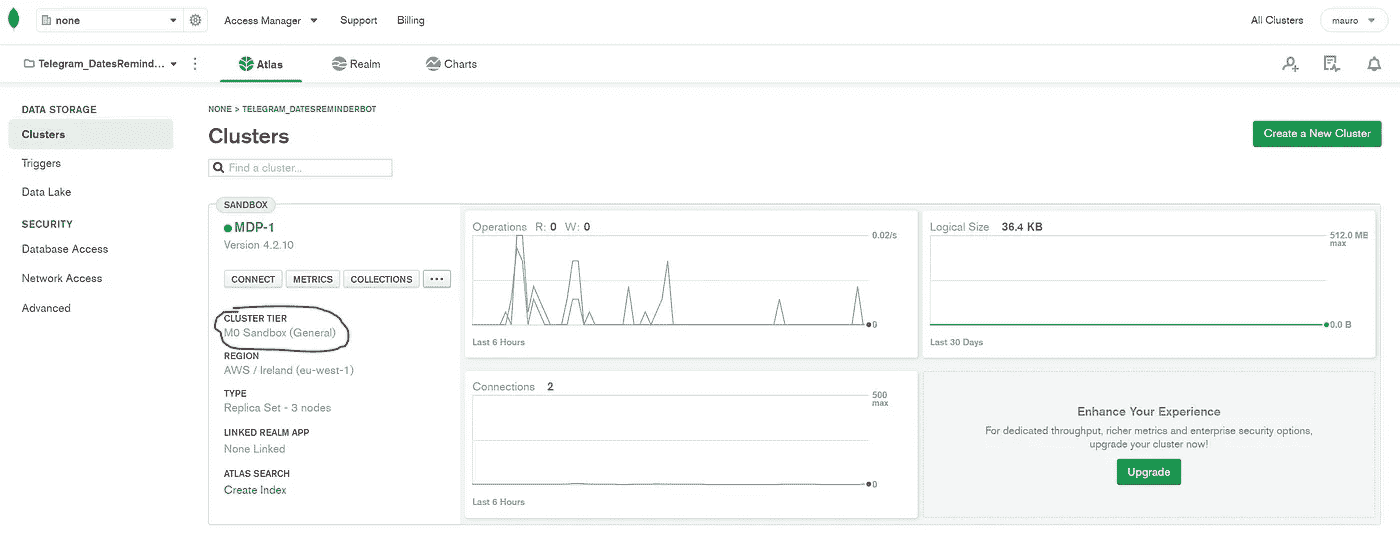 none
Access Manager
Support
Billing
All Clusters
mauro
Telegram_DatesRemind...
Atlas
Realm
Charts
DATA STORAGE
Clusters
Triggers
Data Lake
SECURITY
Database Access
Network Access
Advanced
NONE > TELEGRAM_DATESREMINDERBOT
Clusters
Create a New Cluster
Find a cluster...
SANDBOX
MDP-1
Version 4.2.10
CONNECT METRICS COLLECTIONS ...
CLUSTER TIER
M0 Sandbox (General)
REGION
AWS / Ireland (eu-west-1)
TYPE
Replica Set - 3 nodes
LINKED REALM APP
None Linked
ATLAS SEARCH
Create Index
Operations R: 0 W: 0
0.02/s
0
Last 6 Hours
Logical Size 36.4 KB
512.0 MB
max
0.0 B
Last 30 Days
Connections 2
500
max
0
Last 6 Hours
Enhance Your Experience
For dedicated throughput, richer metrics and enterprise security options,
upgrade your cluster now!
Upgrade